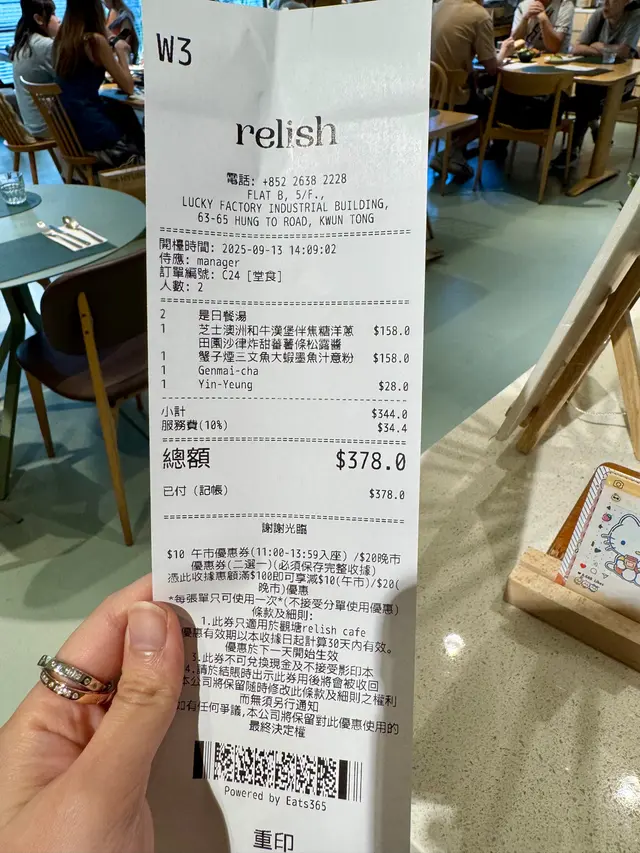 W3
relish
電話: +852 2638 2228
FLAT B, 5/F.,
LUCKY FACTORY INDUSTRIAL BUILDING,
63-65 HUNG TO ROAD, KWUN TONG
開檯時間: 2025-09-13 14:09:02
侍應: manager
訂單編號: C24 [堂食]
人數: 2
2 是日餐湯
1 芝士澳洲和牛漢堡伴焦糖洋蔥 $158.0
田園沙律炸甜蕃薯條松露醬
1 蟹子煙三文魚大蝦墨魚汁意粉 $158.0
1 Genmai-cha
1 Yin-Yeung $28.0
小計 $344.0
服務費(10%) $34.4
總額 $378.0
已付 (記帳) $378.0
謝謝光臨
$10 午市優惠券(11:00-13:59入座) /$20晚市
優惠券(二選一)(必須保存完整收據)
憑此收據惠顧滿$100即可享減$10(午市)/$20(
晚市)優惠
*每張單只可使用一次*(不接受分單使用優惠)
條款及細則:
1.此券只適用於觀塘relish cafe
優惠有效期以本收據日起計算30天內有效。
優惠於下一天開始生效
3.此券不可兌換現金及不接受影印本
4.請於結賬時出示此券用後將會被收回
本公司將保留隨時修改此條款及細則之權利
而無須另行通知
如有任何爭議,本公司將保留對此優惠使用的
最終決定權
Powered by Eats365
重印